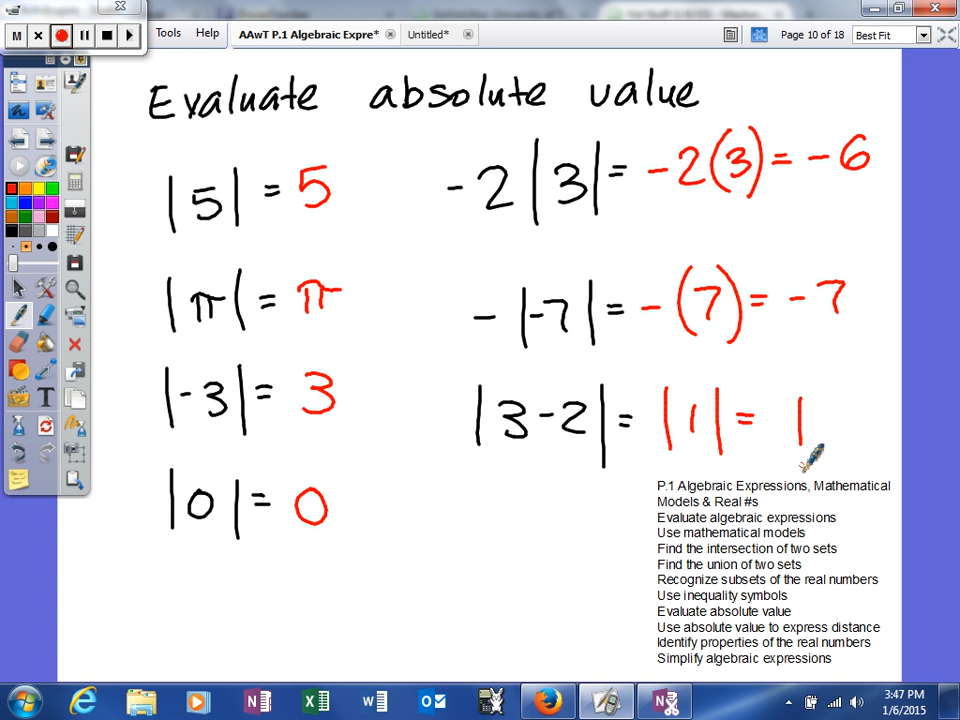 M
Tools Help
AAwT P.1 Algebraic Expre* Untitled*
Page 10 of 18 Best Fit
Evaluate absolute value
|5| = 5
|π| = π
|-3| = 3
|0| = 0
-2|3| = -2(3) = -6
-|-7| = -(7) = -7
|3-2| = |1| = 1
P.1 Algebraic Expressions, Mathematical
Models & Real #s
Evaluate algebraic expressions
Use mathematical models
Find the intersection of two sets
Find the union of two sets
Recognize subsets of the real numbers
Use inequality symbols
Evaluate absolute value
Use absolute value to express distance
Identify properties of the real numbers
Simplify algebraic expressions
3:47 PM
1/6/2015